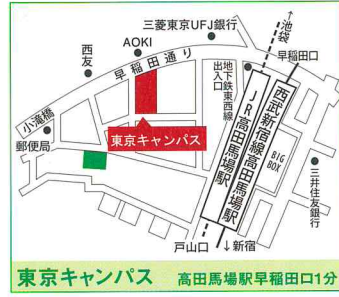 三菱東京UFJ銀行
↑池袋
AOKI
早稲田口
西友
早稲田通り
地下鉄東西線
出入口
小滝橋
郵便局
東京キャンパス
JR高田馬場駅
西武新宿線高田馬場駅
BIG
BOX
三井住友銀行
戸山口
↓新宿
東京キャンパス 高田馬場駅早稲田口1分